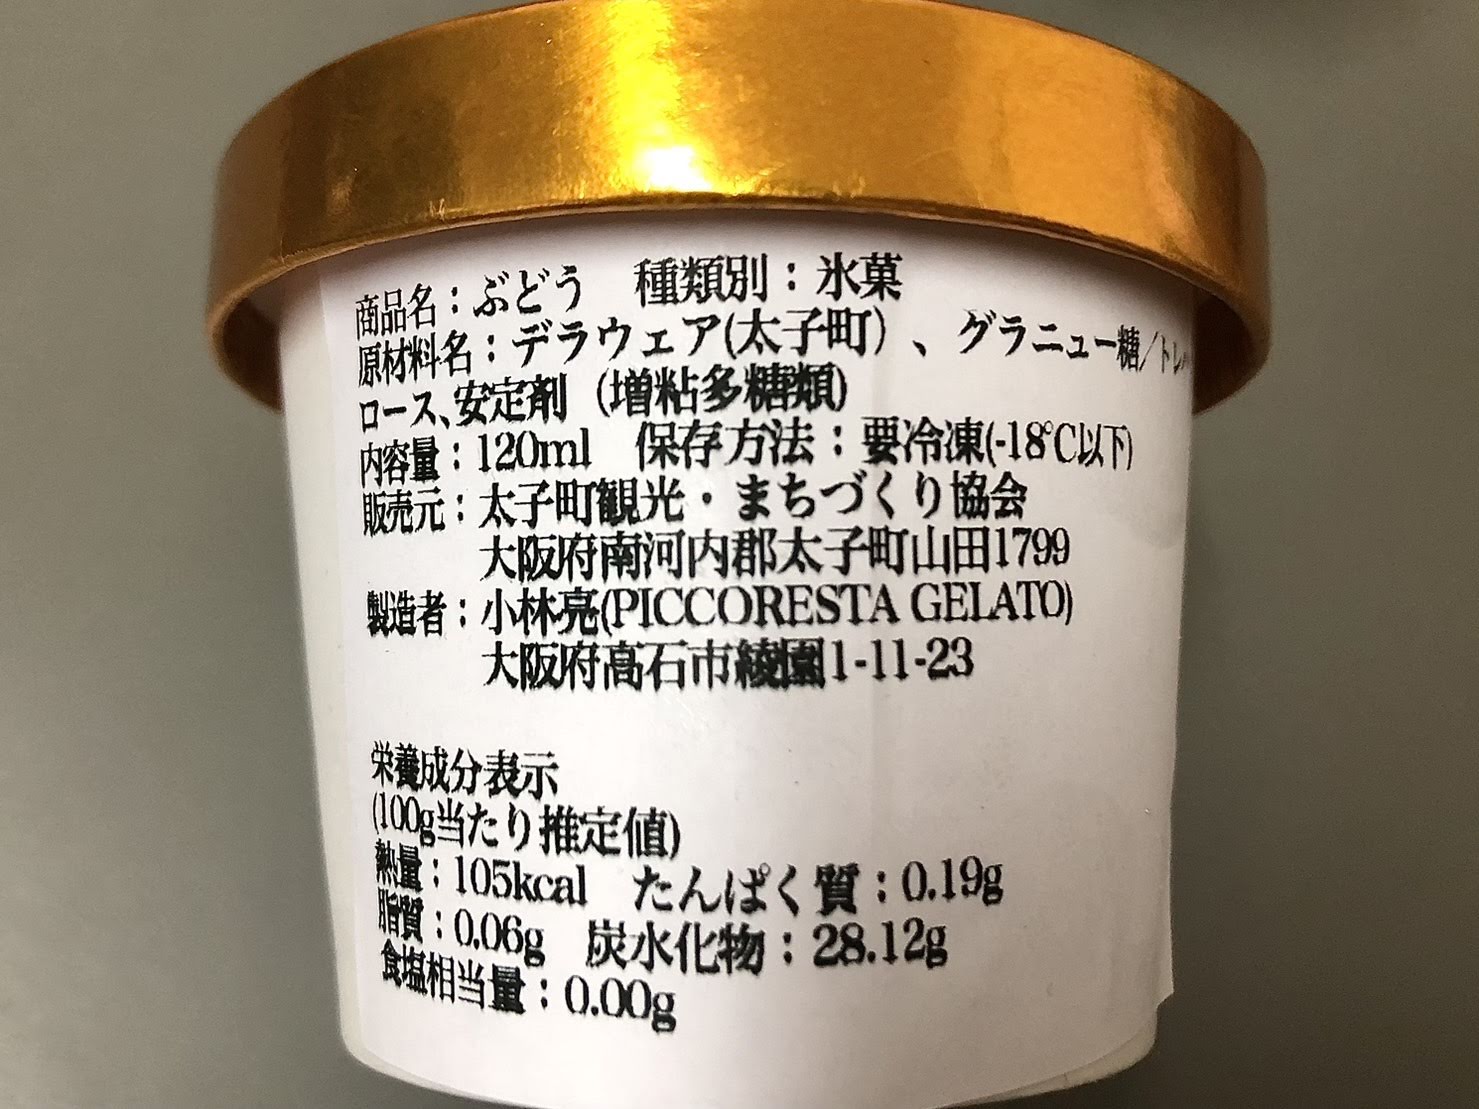 商品名：ぶどう　種類別：氷菓
原材料名：デラウェア(太子町）、グラニュー糖／トレハ
ロース、安定剤（増粘多糖類)
内容量：120ml　保存方法：要冷凍(-18℃以下)
販売元：太子町観光・まちづくり協会
大阪府南河内郡太子町山田1799
製造者：小林亮(PICCORESTA GELATO)
大阪府高石市綾園1-11-23
栄養成分表示
(100g当たり推定値)
熱量：105kcal　たんぱく質：0.19g
脂質：0.06g　炭水化物：28.12g
食塩相当量：0.00g